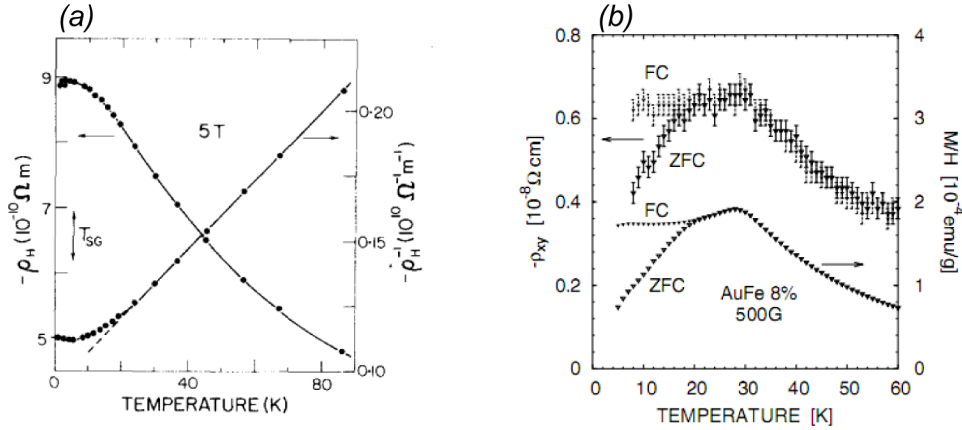 (a)
9
7
5
- ρH (10-10 Ω m)
5T
TSG
0·20
0·15
0·10
- ρH-1 (1010 Ω-1 m-1)
0 20 40 60 80
TEMPERATURE (K)
(b)
0.8
0.6
0.4
0.2
0
-ρxy [10-8 Ω cm]
FC
ZFC
FC
ZFC
AuFe 8%
500G
4
3
2
1
0
M/H [10-4 emu/g]
0 10 20 30 40 50 60
TEMPERATURE [K]